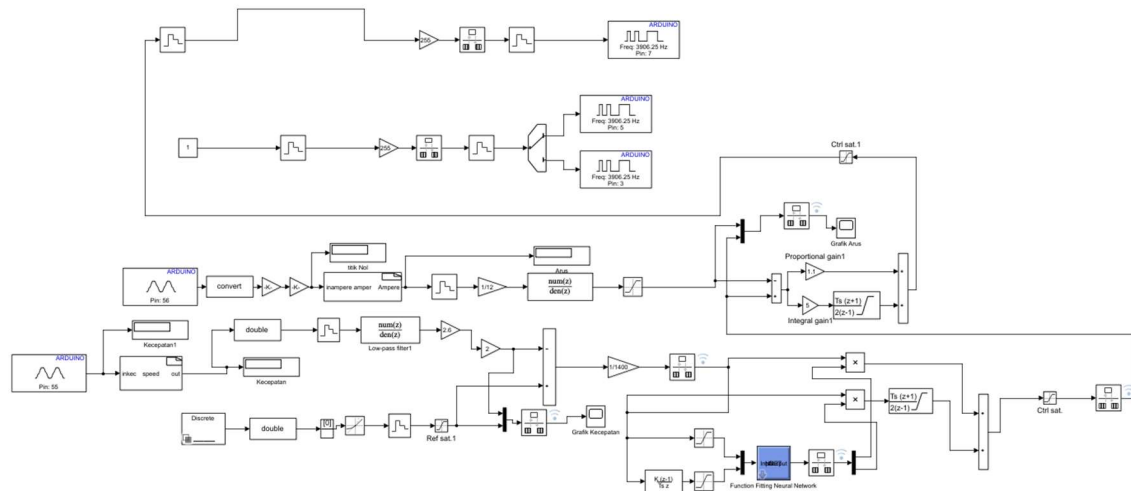 ARDUINO
255
Freq: 3906.25 Hz
Pin: 7
ARDUINO
Freq: 3906.25 Hz
Pin: 5
1
255
ARDUINO
Freq: 3906.25 Hz
Pin: 3
Ctrl sat.1
Grafik Arus
titik Nol
Arus
Proportional gain1
1.1
ARDUINO
Pin: 56
convert
-K-
-K-
inampere amper Ampere
1/12
num(z)
den(z)
5
Ts (z+1)
2(z-1)
Integral gain1
Kecepatan1
double
num(z)
den(z)
Low-pass filter1
2.6
2
ARDUINO
Pin: 55
inkec speed out
Kecepatan
1/1400
Ts (z+1)
2(z-1)
Discrete
double
[0]
Ref sat.1
Grafik Kecepatan
Ctrl sat.
K (z-1)
Ts z
Function Fitting Neural Network